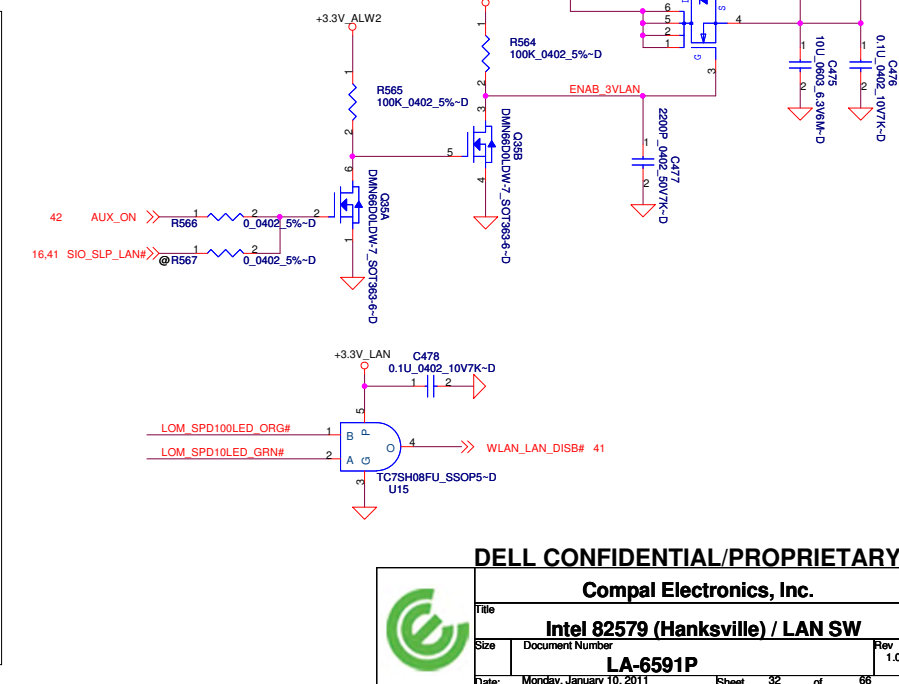 +3.3V_ALW2
1
R565
100K_0402_5%~D
2
1
R564
100K_0402_5%~D
2
ENAB_3VLAN
6
5
2
1
S
4
G
3
1
10U_0603_6.3V6M~D
C475
2
1
0.1U_0402_10V7K~D
C476
2
1
2200P_0402_50V7K~D
C477
2
3
5
4
Q35B
DMN66D0LDW-7_SOT363-6~D
6
2
1
Q35A
DMN66D0LDW-7_SOT363-6~D
42 AUX_ON
1 2
R566 0_0402_5%~D
16,41 SIO_SLP_LAN#
1 2
@R567 0_0402_5%~D
+3.3V_LAN
C478
0.1U_0402_10V7K~D
1 2
5
LOM_SPD100LED_ORG# 1 B P
LOM_SPD10LED_GRN# 2 A G
O 4
WLAN_LAN_DISB# 41
3
TC7SH08FU_SSOP5~D
U15
DELL CONFIDENTIAL/PROPRIETARY
Compal Electronics, Inc.
Title
Intel 82579 (Hanksville) / LAN SW
Size Document Number Rev
LA-6591P 1.0
Date: Monday, January 10, 2011 Sheet 32 of 66